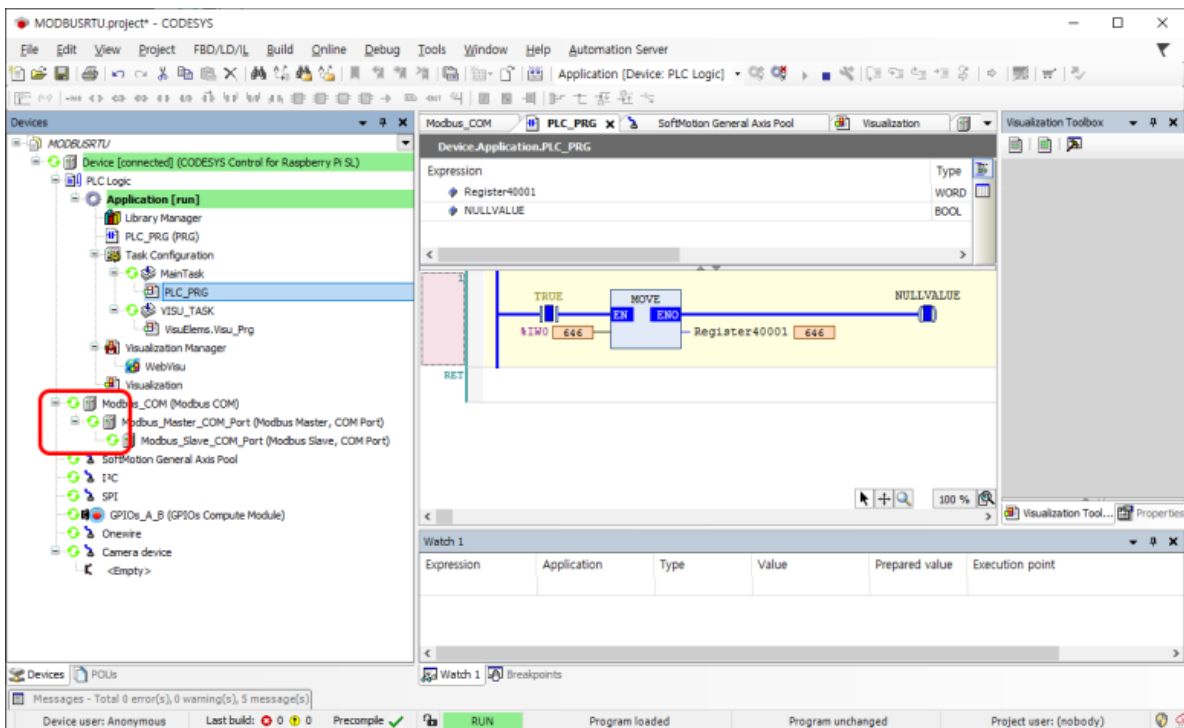 MODBUSRTU.project* - CODESYS
File Edit View Project FBD/LD/IL Build Online Debug Tools Window Help Automation Server
Application [Device: PLC Logic]
Devices
MODBUSRTU
Device [connected] (CODESYS Control for Raspberry Pi SL)
PLC Logic
Application [run]
Library Manager
PLC_PRG (PRG)
Task Configuration
MainTask
PLC_PRG
VISU_TASK
VisuElems.Visu_Prg
Visualization Manager
WebVisu
Visualization
Modbus_COM (Modbus COM)
Modbus_Master_COM_Port (Modbus Master, COM Port)
Modbus_Slave_COM_Port (Modbus Slave, COM Port)
SoftMotion General Axis Pool
I²C
SPI
GPIOs_A_B (GPIOs Compute Module)
Onewire
Camera device
<Empty>
Devices POUs
Modbus_COM PLC_PRG SoftMotion General Axis Pool Visualization
Device.Application.PLC_PRG
Expression Type
Register40001 WORD
NULLVALUE BOOL
1
TRUE MOVE NULLVALUE
EN ENO
%IW0 646 Register40001 646
RET
100 %
Visualization Toolbox
Visualization Tool... Properties
Watch 1
Expression Application Type Value Prepared value Execution point
Watch 1 Breakpoints
Messages - Total 0 error(s), 0 warning(s), 5 message(s)
Device user: Anonymous Last build: 0 0 Precompile RUN Program loaded Program unchanged Project user: (nobody)